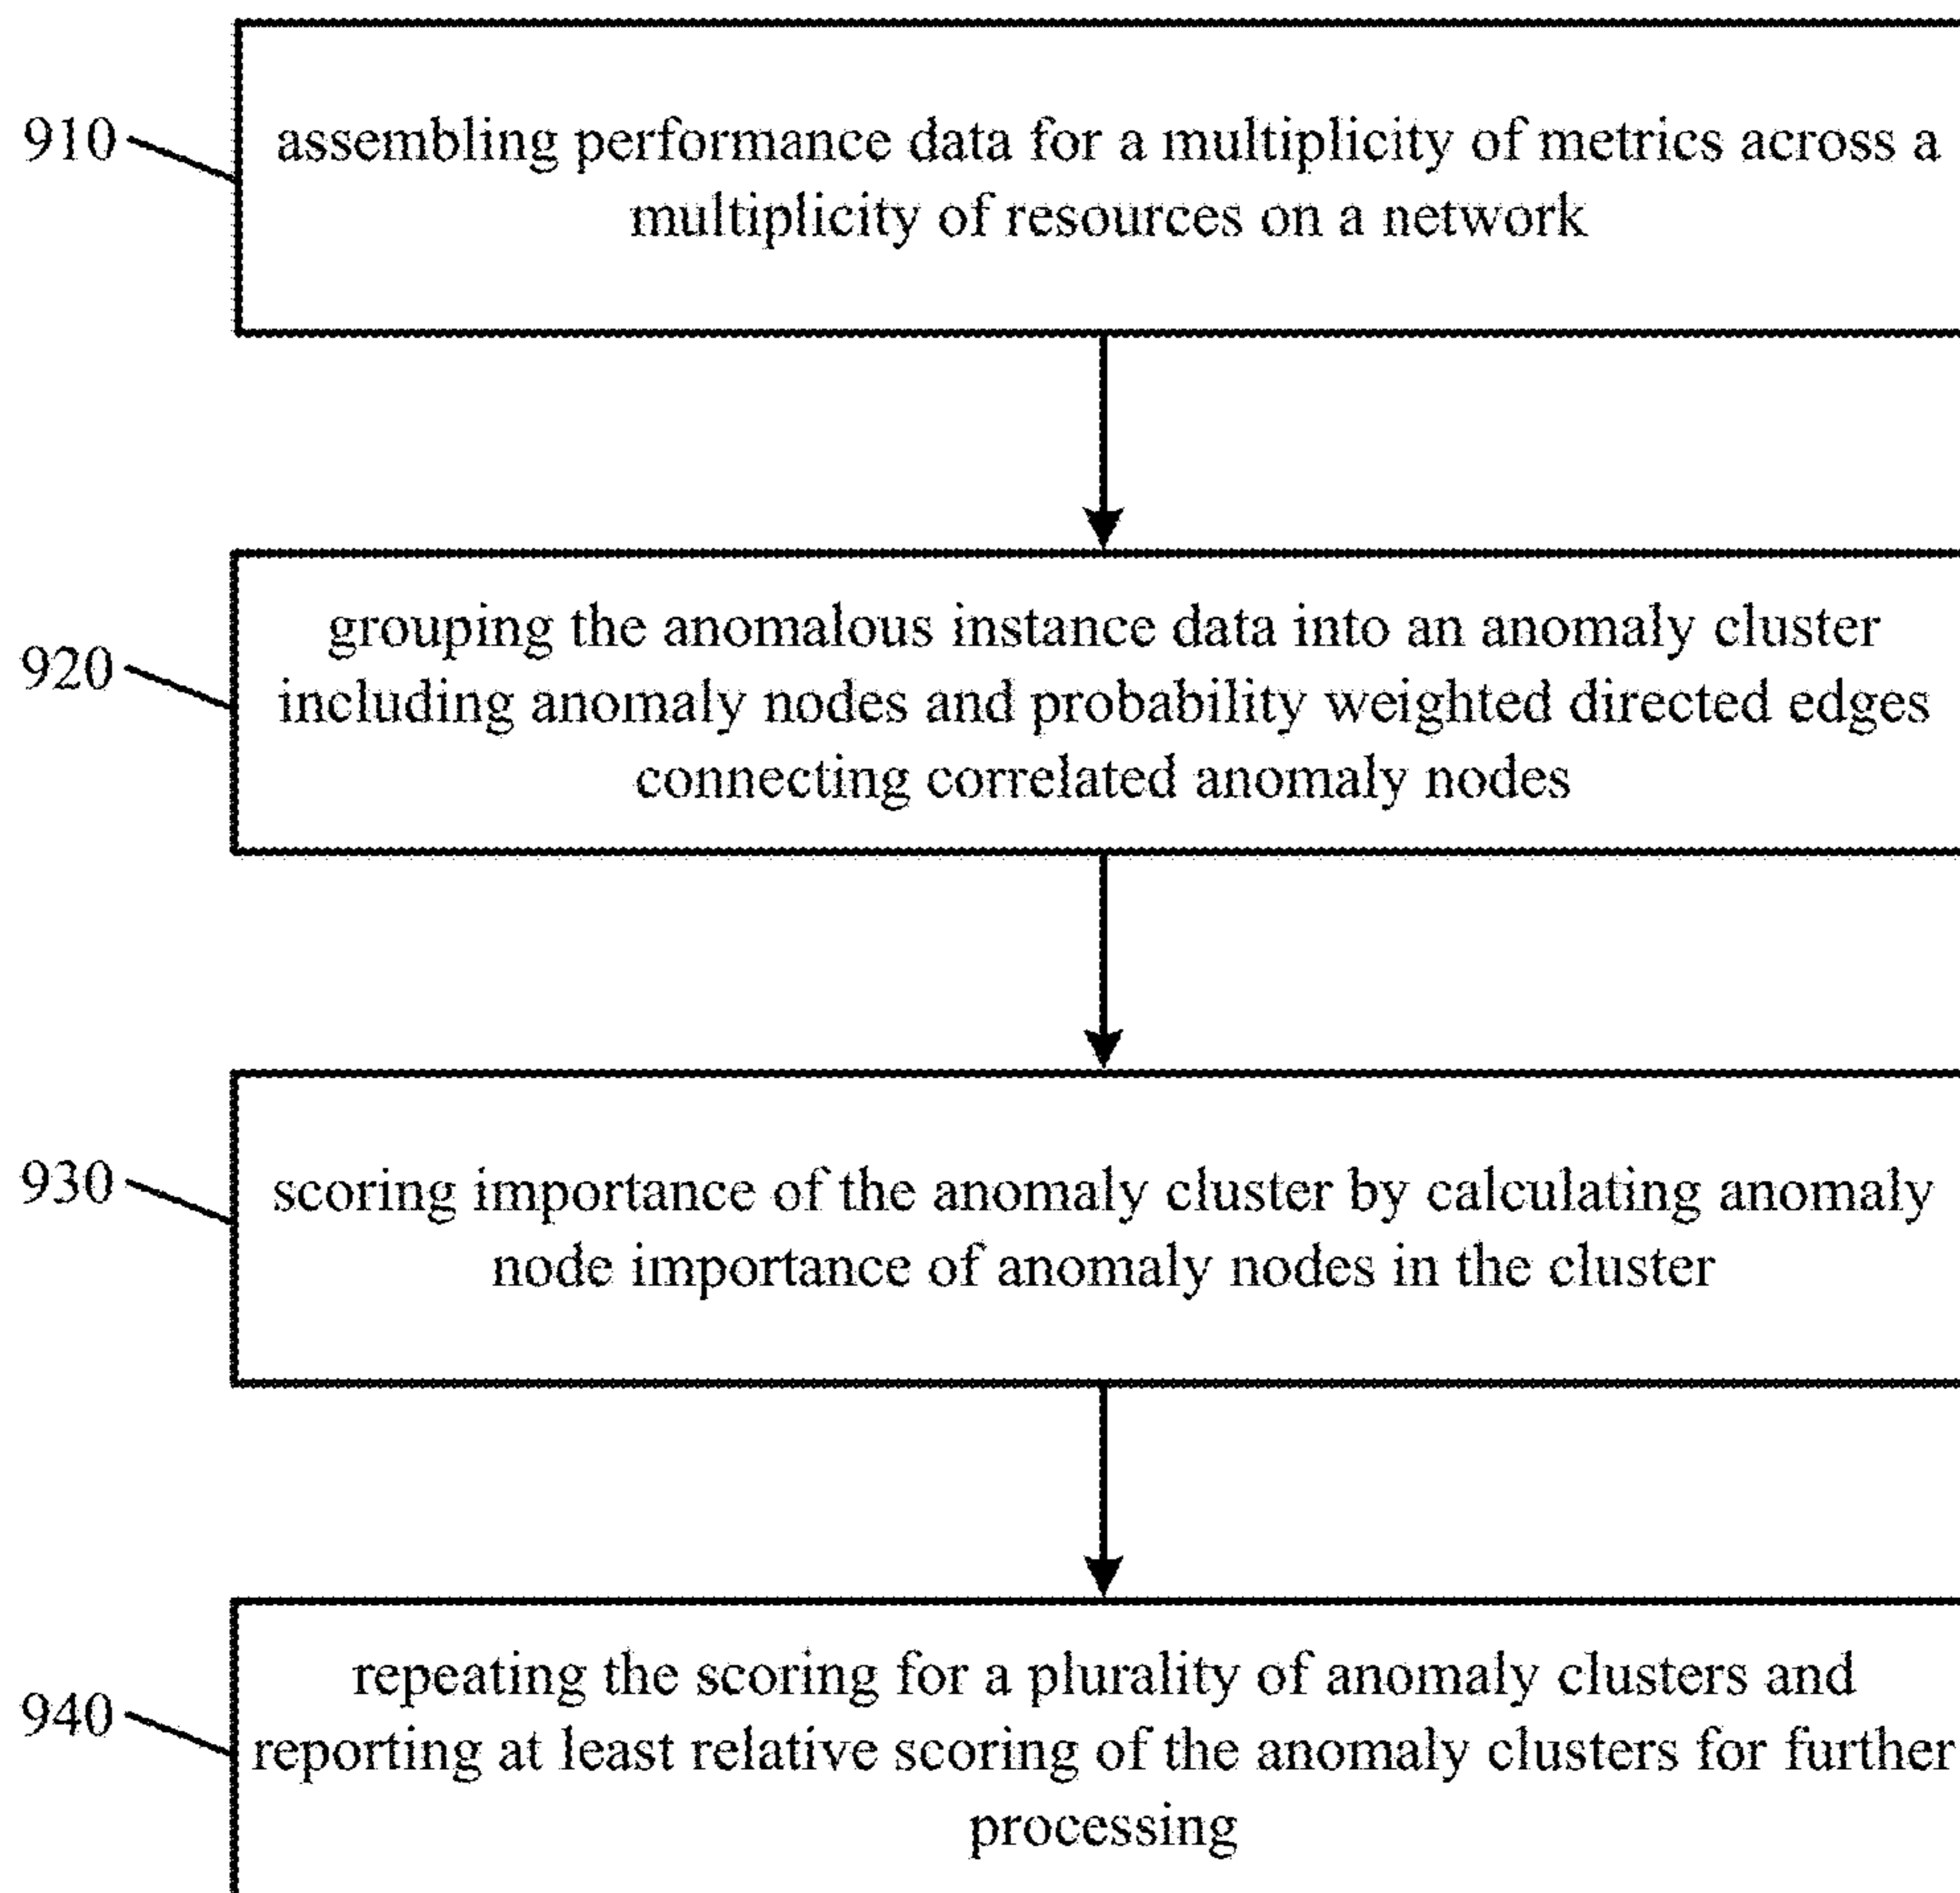 910
assembling performance data for a multiplicity of metrics across a
multiplicity of resources on a network
920
grouping the anomalous instance data into an anomaly cluster
including anomaly nodes and probability weighted directed edges
connecting correlated anomaly nodes
930
scoring importance of the anomaly cluster by calculating anomaly
node importance of anomaly nodes in the cluster
940
repeating the scoring for a plurality of anomaly clusters and
reporting at least relative scoring of the anomaly clusters for further
processing